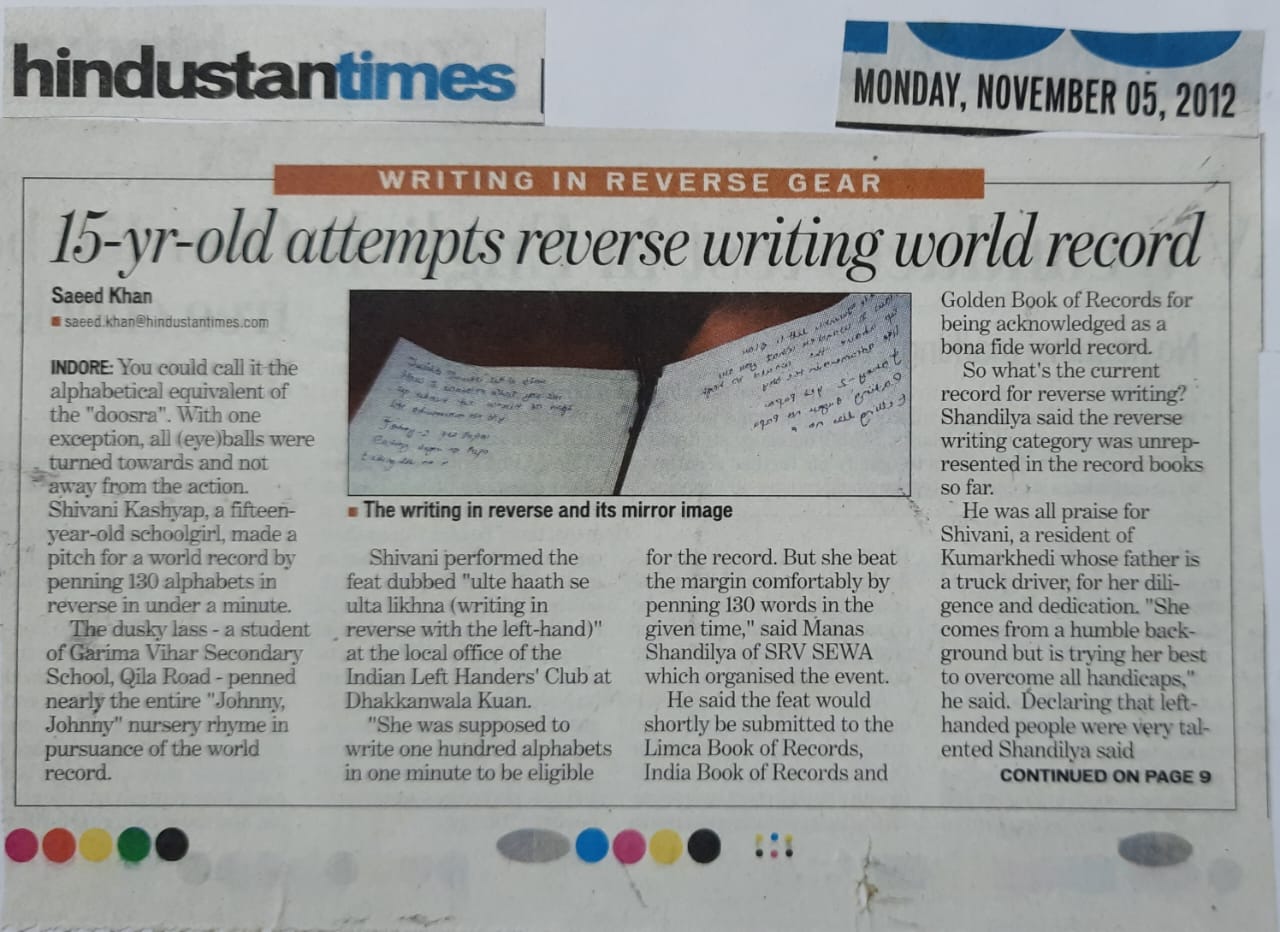 hindustantimes
MONDAY, NOVEMBER 05, 2012
WRITING IN REVERSE GEAR
15-yr-old attempts reverse writing world record
Saeed Khan
saeed.khan@hindustantimes.com
INDORE: You could call it the
alphabetical equivalent of
the "doosra". With one
exception, all (eye)balls were
turned towards and not
away from the action.
Shivani Kashyap, a fifteen-
year-old schoolgirl, made a
pitch for a world record by
penning 130 alphabets in
reverse in under a minute.
The dusky lass - a student
of Garima Vihar Secondary
School, Qila Road - penned
nearly the entire "Johnny,
Johnny" nursery rhyme in
pursuance of the world
record.
The writing in reverse and its mirror image
Shivani performed the
feat dubbed "ulte haath se
ulta likhna (writing in
reverse with the left-hand)"
at the local office of the
Indian Left Handers' Club at
Dhakkanwala Kuan.
"She was supposed to
write one hundred alphabets
in one minute to be eligible
for the record. But she beat
the margin comfortably by
penning 130 words in the
given time," said Manas
Shandilya of SRV SEWA
which organised the event.
He said the feat would
shortly be submitted to the
Limca Book of Records,
India Book of Records and
Golden Book of Records for
being acknowledged as a
bona fide world record.
So what's the current
record for reverse writing?
Shandilya said the reverse
writing category was unrep-
resented in the record books
so far.
He was all praise for
Shivani, a resident of
Kumarkhedi whose father is
a truck driver, for her dili-
gence and dedication. "She
comes from a humble back-
ground but is trying her best
to overcome all handicaps,"
he said. Declaring that left-
handed people were very tal-
ented Shandilya said
CONTINUED ON PAGE 9